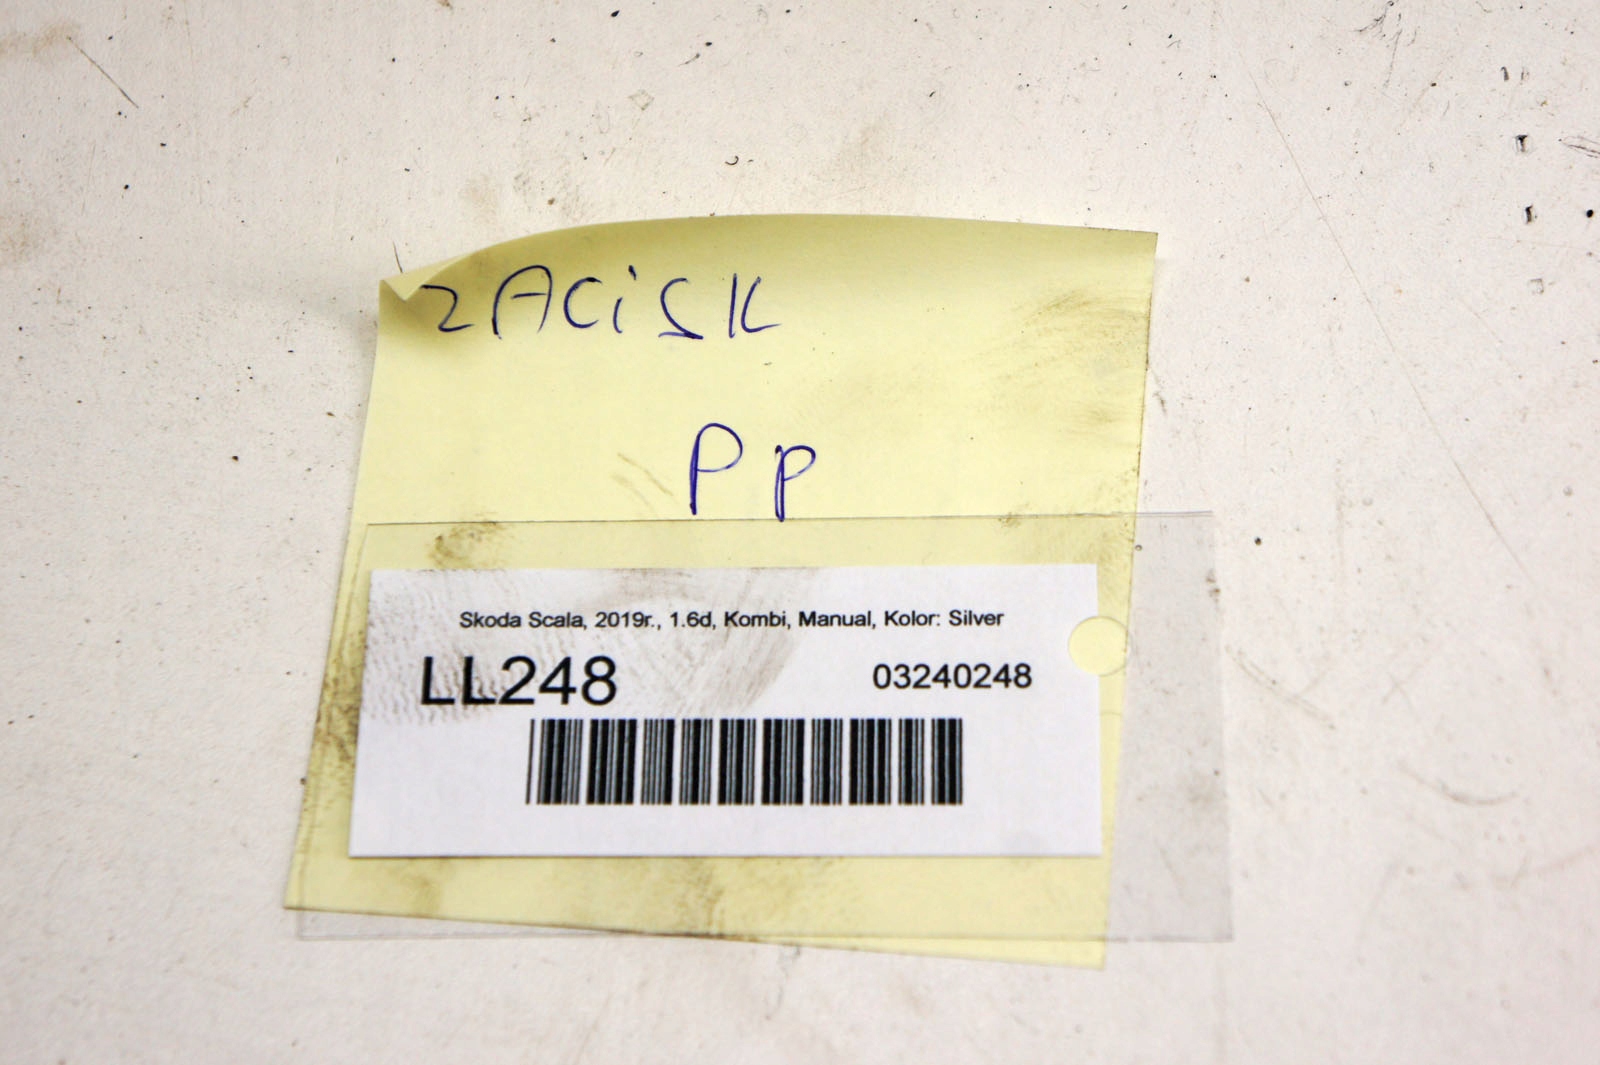 ZACiSK
Pp
Skoda Scala, 2019r., 1.6d, Kombi, Manual, Kolor: Silver
LL248
03240248